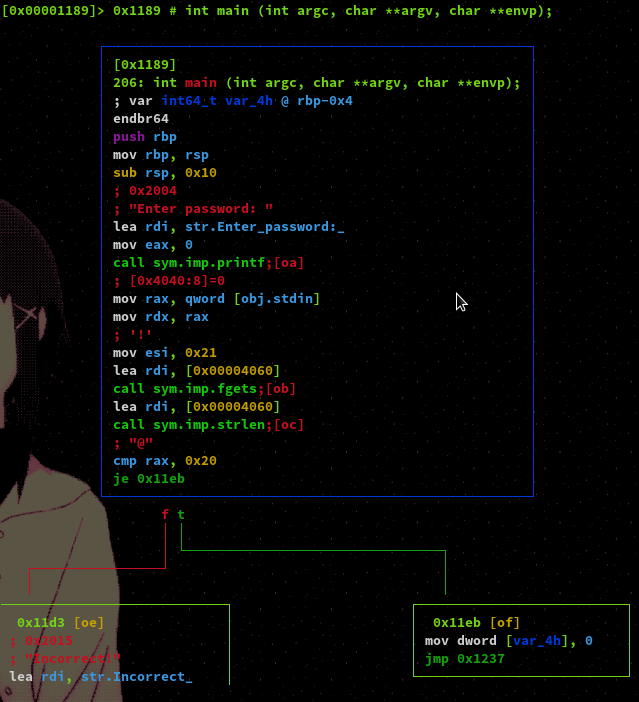 [0x00001189]> 0x1189 # int main (int argc, char **argv, char **envp);
[0x1189]
206: int main (int argc, char **argv, char **envp);
; var int64_t var_4h @ rbp-0x4
endbr64
push rbp
mov rbp, rsp
sub rsp, 0x10
; 0x2004
; "Enter password: "
lea rdi, str.Enter_password:_
mov eax, 0
call sym.imp.printf;[oa]
; [0x4040:8]=0
mov rax, qword [obj.stdin]
mov rdx, rax
; '!'
mov esi, 0x21
lea rdi, [0x00004060]
call sym.imp.fgets;[ob]
lea rdi, [0x00004060]
call sym.imp.strlen;[oc]
; "@"
cmp rax, 0x20
je 0x11eb
f t
0x11d3 [oe]
; 0x2015
; "Incorrect!"
lea rdi, str.Incorrect_
0x11eb [of]
mov dword [var_4h], 0
jmp 0x1237